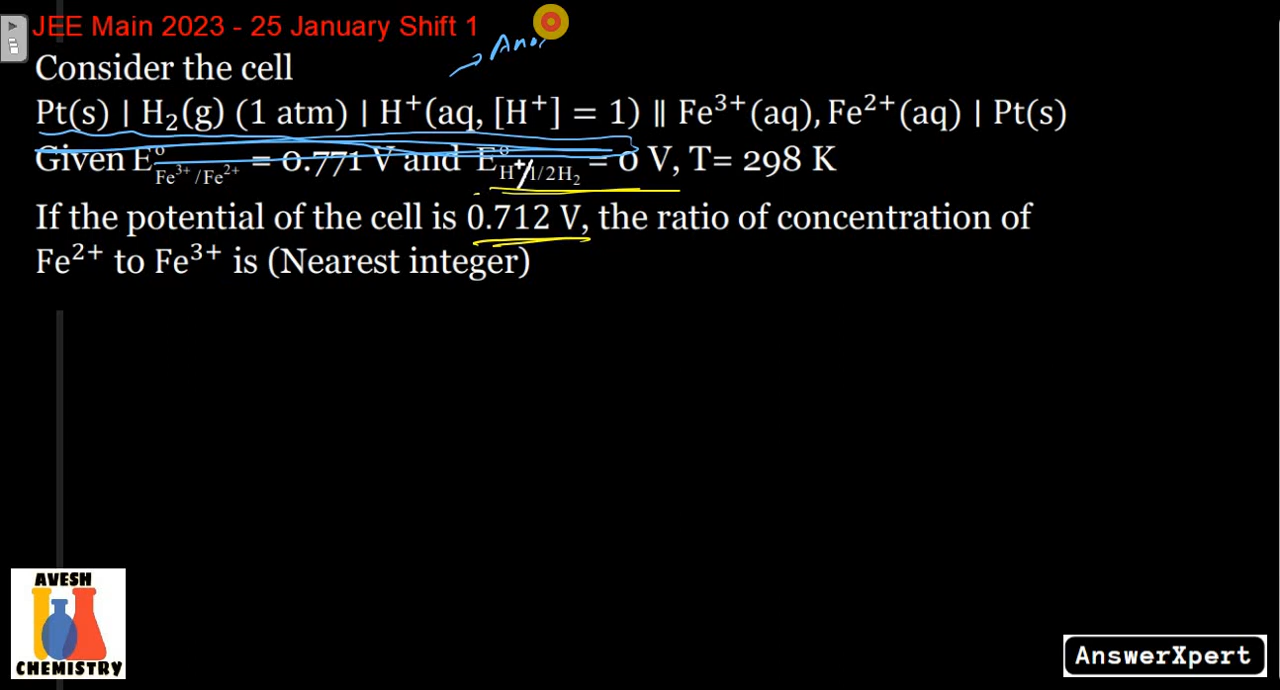 JEE Main 2023 - 25 January Shift 1
Consider the cell
Pt(s) | H₂(g) (1 atm) | H⁺(aq, [H⁺] = 1) || Fe³⁺(aq), Fe²⁺(aq) | Pt(s)
Given E°Fe³⁺/Fe²⁺ = 0.771 V and E°H⁺/1/2H₂ = 0 V, T= 298 K
If the potential of the cell is 0.712 V, the ratio of concentration of
Fe²⁺ to Fe³⁺ is (Nearest integer)
AVESH
CHEMISTRY
AnswerXpert